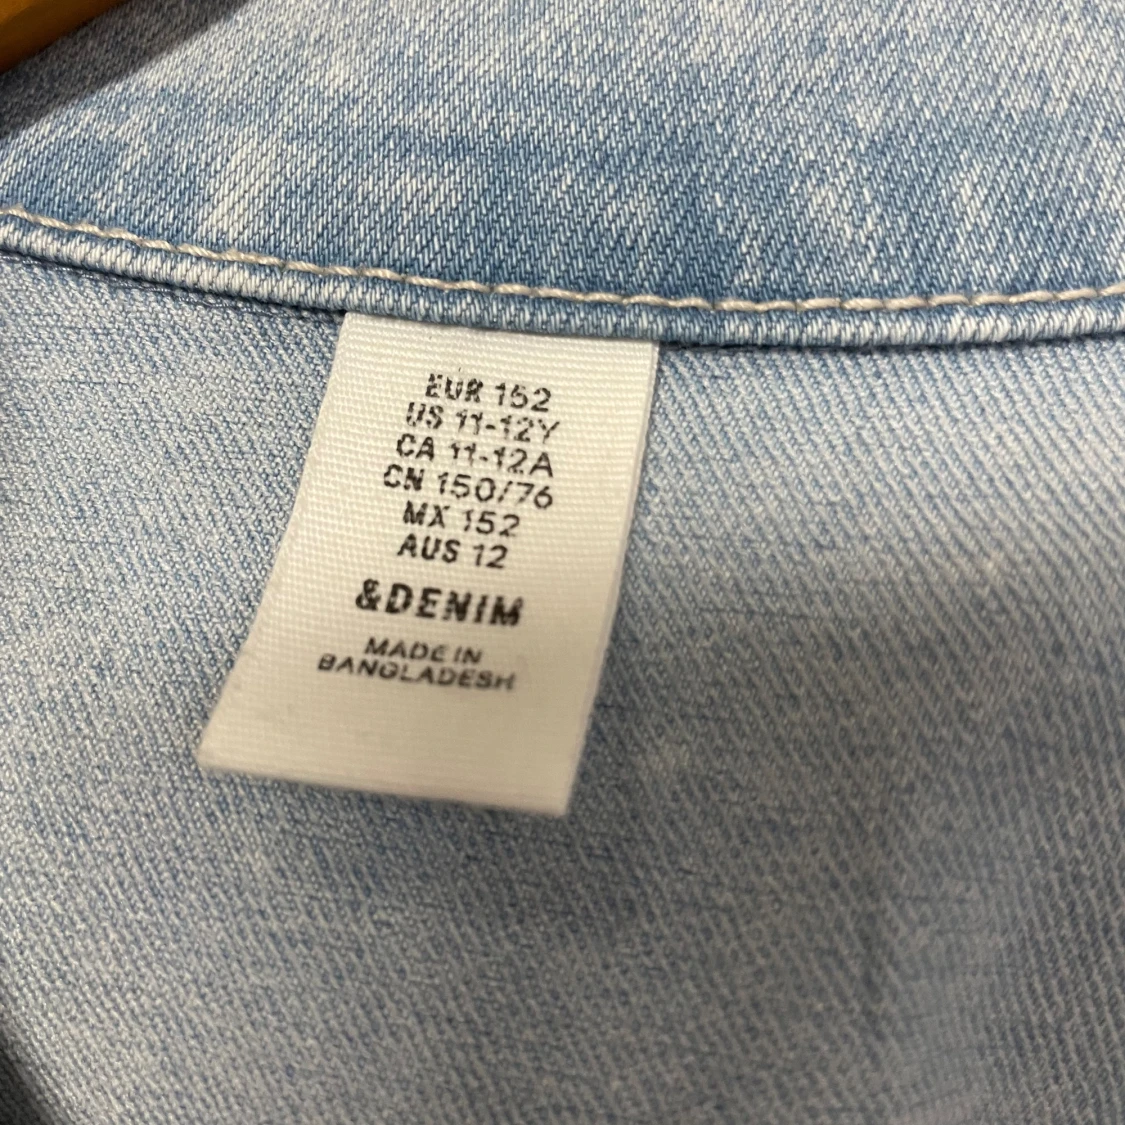 EUR 152
US 11-12Y
CA 11-12A
CN 150/76
MX 152
AUS 12
&DENIM
MADE IN
BANGLADESH